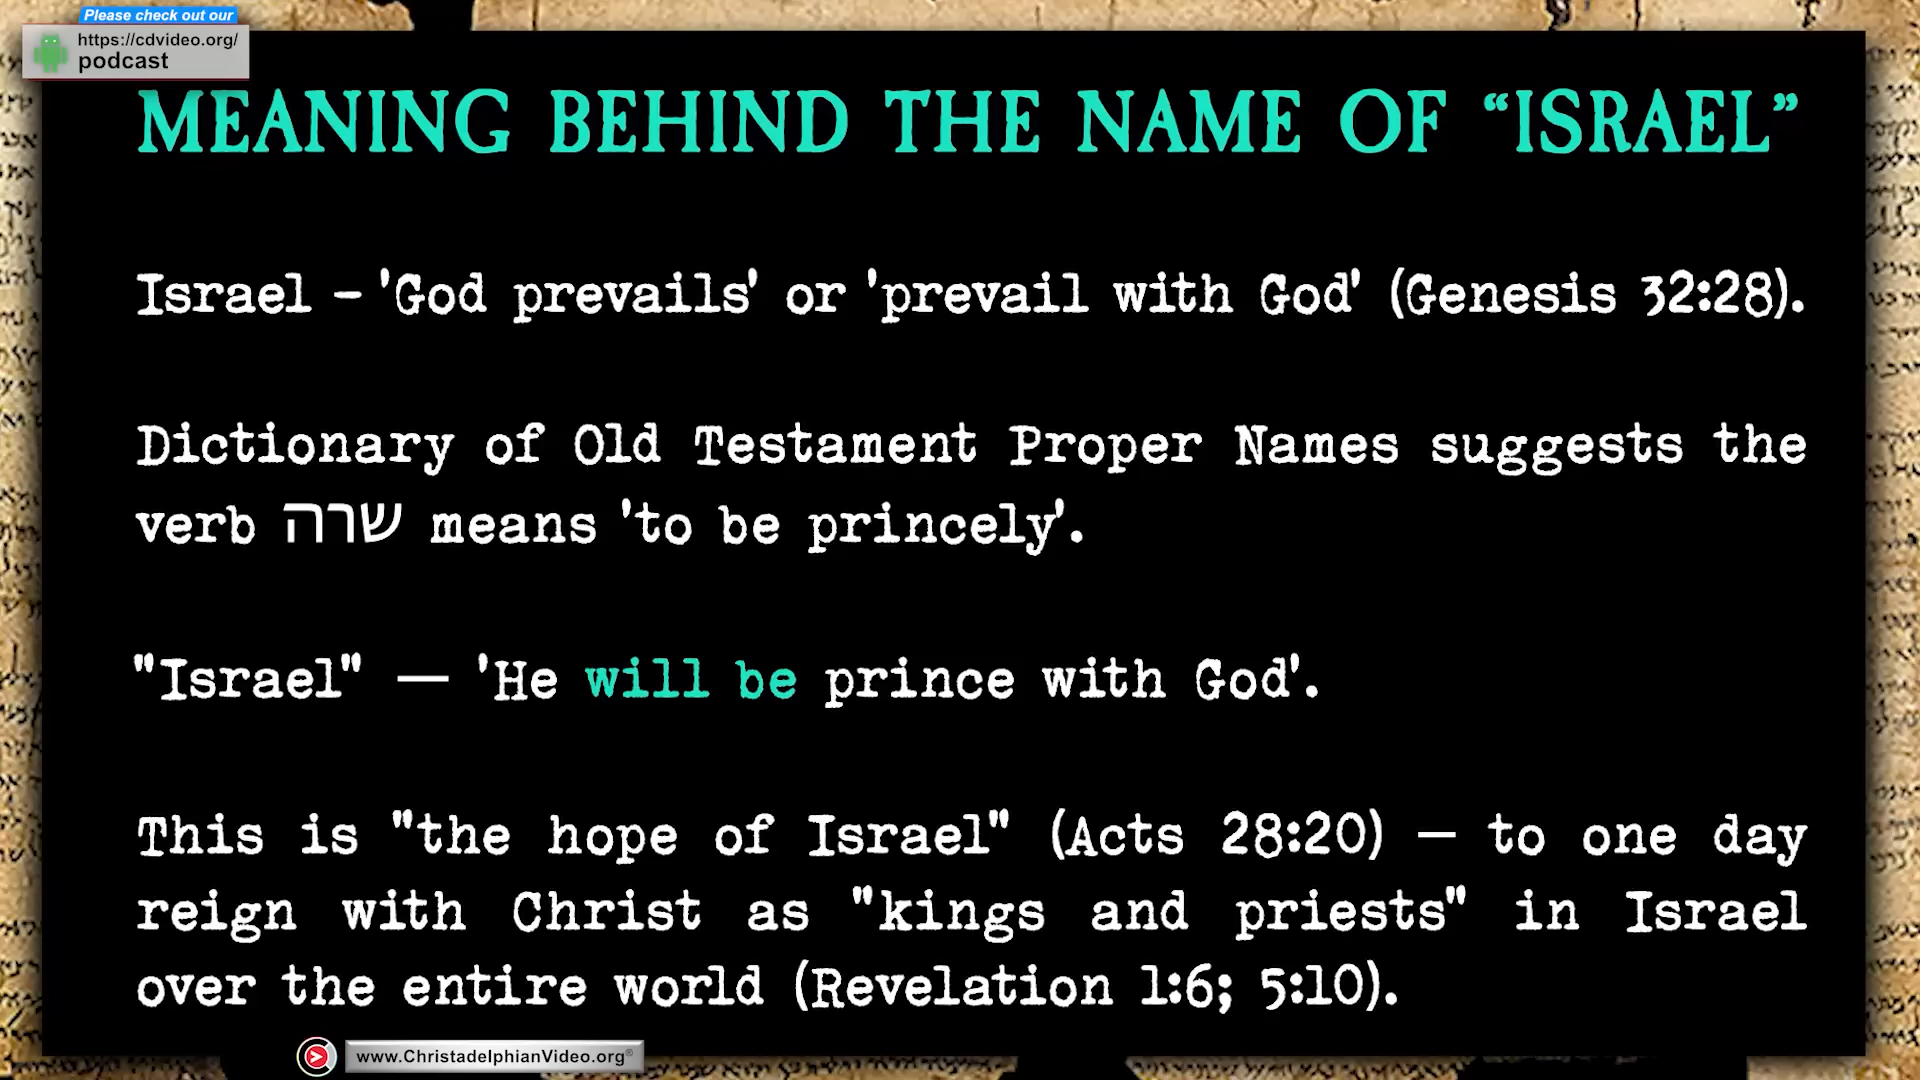 Please check out our
https://cdvideo.org/
podcast
MEANING BEHIND THE NAME OF “ISRAEL”
Israel – 'God prevails' or 'prevail with God' (Genesis 32:28).
Dictionary of Old Testament Proper Names suggests the
verb שרה means 'to be princely'.
"Israel" — 'He will be prince with God'.
This is "the hope of Israel" (Acts 28:20) – to one day
reign with Christ as "kings and priests" in Israel
over the entire world (Revelation 1:6; 5:10).
www.ChristadelphianVideo.org®